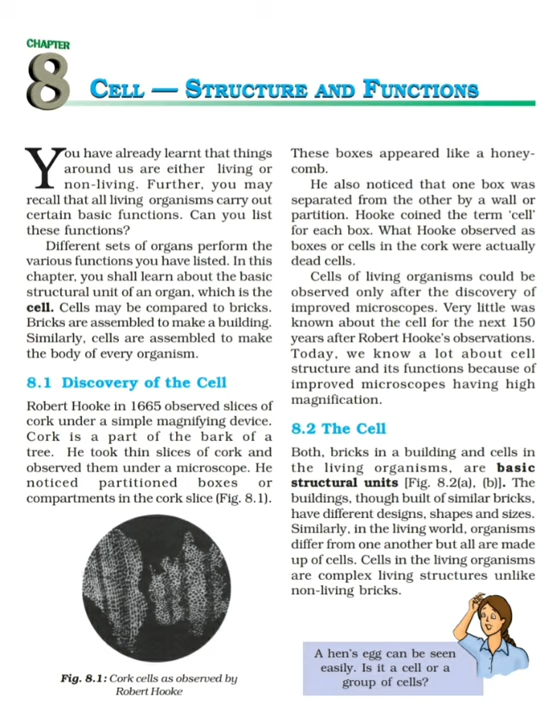 CHAPTER
8
CELL — STRUCTURE AND FUNCTIONS
You have already learnt that things
around us are either living or
non-living. Further, you may
recall that all living organisms carry out
certain basic functions. Can you list
these functions?
Different sets of organs perform the
various functions you have listed. In this
chapter, you shall learn about the basic
structural unit of an organ, which is the
cell. Cells may be compared to bricks.
Bricks are assembled to make a building.
Similarly, cells are assembled to make
the body of every organism.
8.1 Discovery of the Cell
Robert Hooke in 1665 observed slices of
cork under a simple magnifying device.
Cork is a part of the bark of a
tree. He took thin slices of cork and
observed them under a microscope. He
noticed partitioned boxes or
compartments in the cork slice (Fig. 8.1).
Fig. 8.1: Cork cells as observed by
Robert Hooke
These boxes appeared like a honey-
comb.
He also noticed that one box was
separated from the other by a wall or
partition. Hooke coined the term 'cell'
for each box. What Hooke observed as
boxes or cells in the cork were actually
dead cells.
Cells of living organisms could be
observed only after the discovery of
improved microscopes. Very little was
known about the cell for the next 150
years after Robert Hooke's observations.
Today, we know a lot about cell
structure and its functions because of
improved microscopes having high
magnification.
8.2 The Cell
Both, bricks in a building and cells in
the living organisms, are basic
structural units [Fig. 8.2(a), (b)]. The
buildings, though built of similar bricks,
have different designs, shapes and sizes.
Similarly, in the living world, organisms
differ from one another but all are made
up of cells. Cells in the living organisms
are complex living structures unlike
non-living bricks.
A hen's egg can be seen
easily. Is it a cell or a
group of cells?